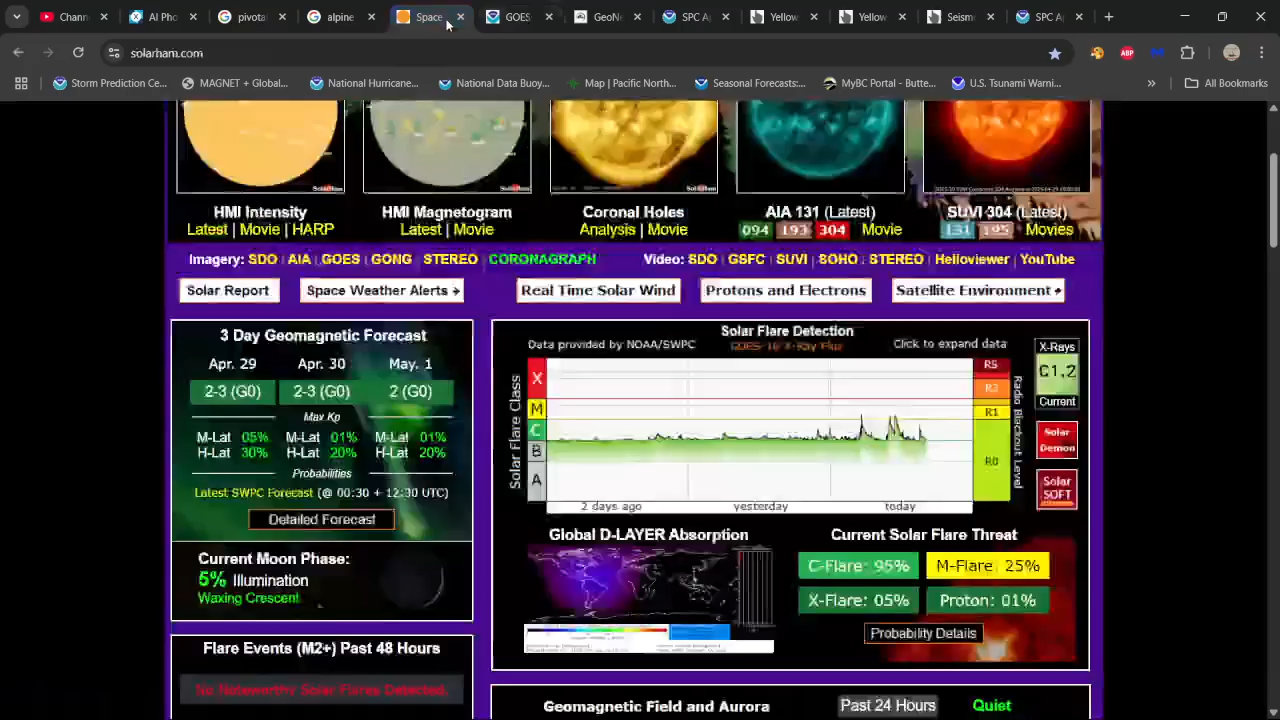 Chann
AI Pho
pivotal
alpine
Space
GOES
GeoNe
SPC A
Yellow
Yellow
Seism
SPC A
solarham.com
ABP
Storm Prediction Ce...
MAGNET + Global...
National Hurricane...
National Data Buoy...
Map | Pacific North...
Seasonal Forecasts:...
MyBC Portal - Butte...
U.S. Tsunami Warni...
All Bookmarks
HMI Intensity
HMI Magnetogram
Coronal Holes
AIA 131 (Latest)
SUVI 304 (Latest)
Latest | Movie | HARP
Latest | Movie
Analysis | Movie
094 193 304 Movie
131 195 Movies
Imagery: SDO | AIA | GOES | GONG | STEREO | CORONAGRAPH
Video: SDO | GSFC | SUVI | SOHO | STEREO | Helioviewer | YouTube
Solar Report
Space Weather Alerts
Real Time Solar Wind
Protons and Electrons
Satellite Environment
3 Day Geomagnetic Forecast
Apr. 29 Apr. 30 May. 1
2-3 (G0) 2-3 (G0) 2 (G0)
Max Kp
M-Lat 05% M-Lat 01% M-Lat 01%
H-Lat 30% H-Lat 20% H-Lat 20%
Probabilities
Latest SWPC Forecast (@ 00:30 + 12:30 UTC)
Detailed Forecast
Current Moon Phase:
5% Illumination
Waxing Crescent
Flare Events (M2+) Past 48 Hours
No Noteworthy Solar Flares Detected.
Solar Flare Detection
Data provided by NOAA/SWPC
Click to expand data
Solar Flare Class
X
M
C
B
A
R3
R1
R0
Radio Blackout Level
2 days ago yesterday today
X-Rays
C1.2
Current
Solar
Demon
Solar
SOFT
Global D-LAYER Absorption
Current Solar Flare Threat
C-Flare: 95%
M-Flare: 25%
X-Flare: 05%
Proton: 01%
Probability Details
Geomagnetic Field and Aurora
Past 24 Hours
Quiet